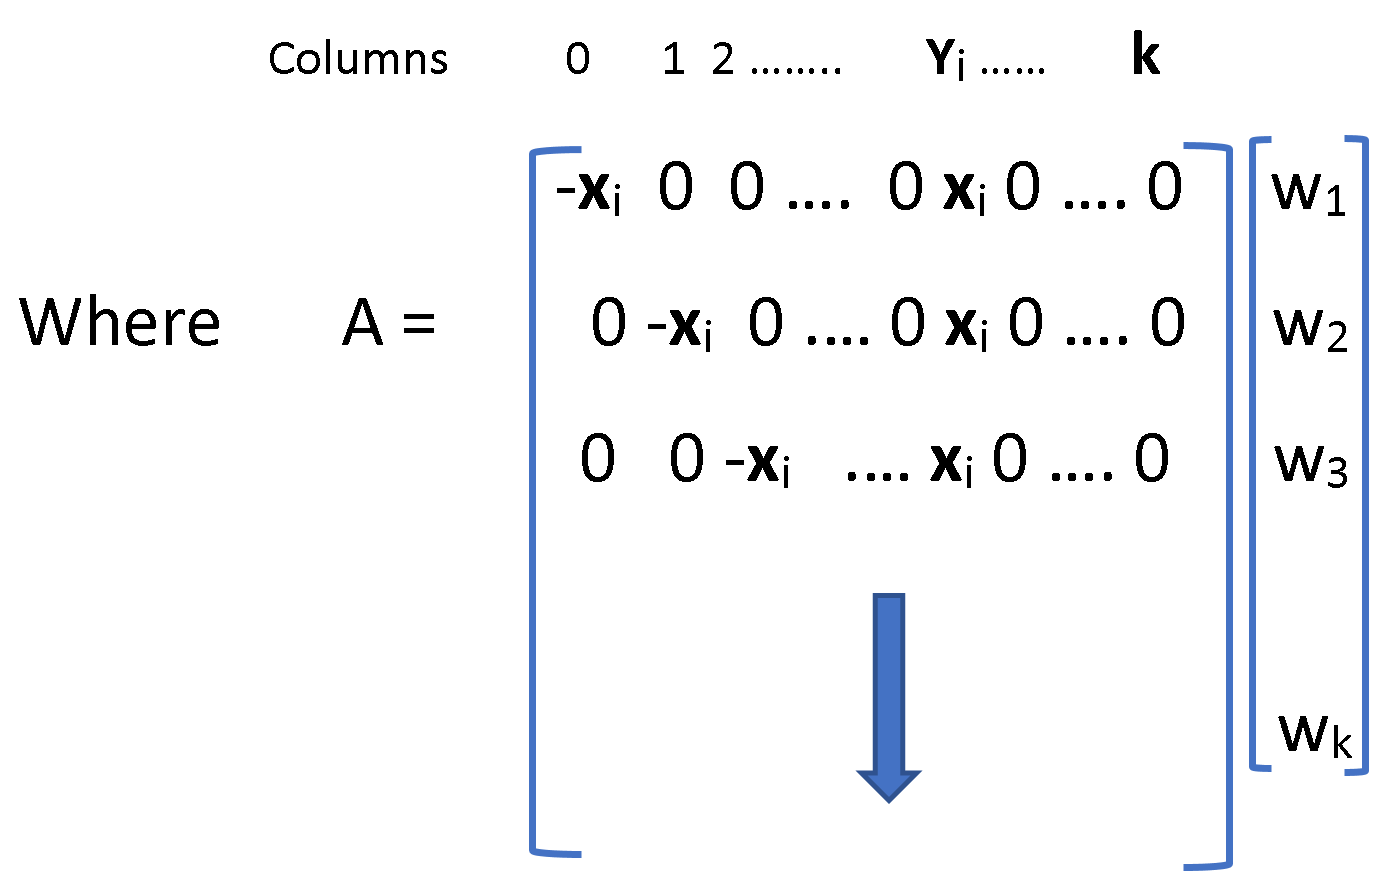 Columns 0 1 2 …….. Yi …… k
-xi 0 0 .... 0 xi 0 .... 0 w1
Where A = 0 -xi 0 .... 0 xi 0 .... 0 w2
0 0 -xi .... xi 0 .... 0 w3
wk